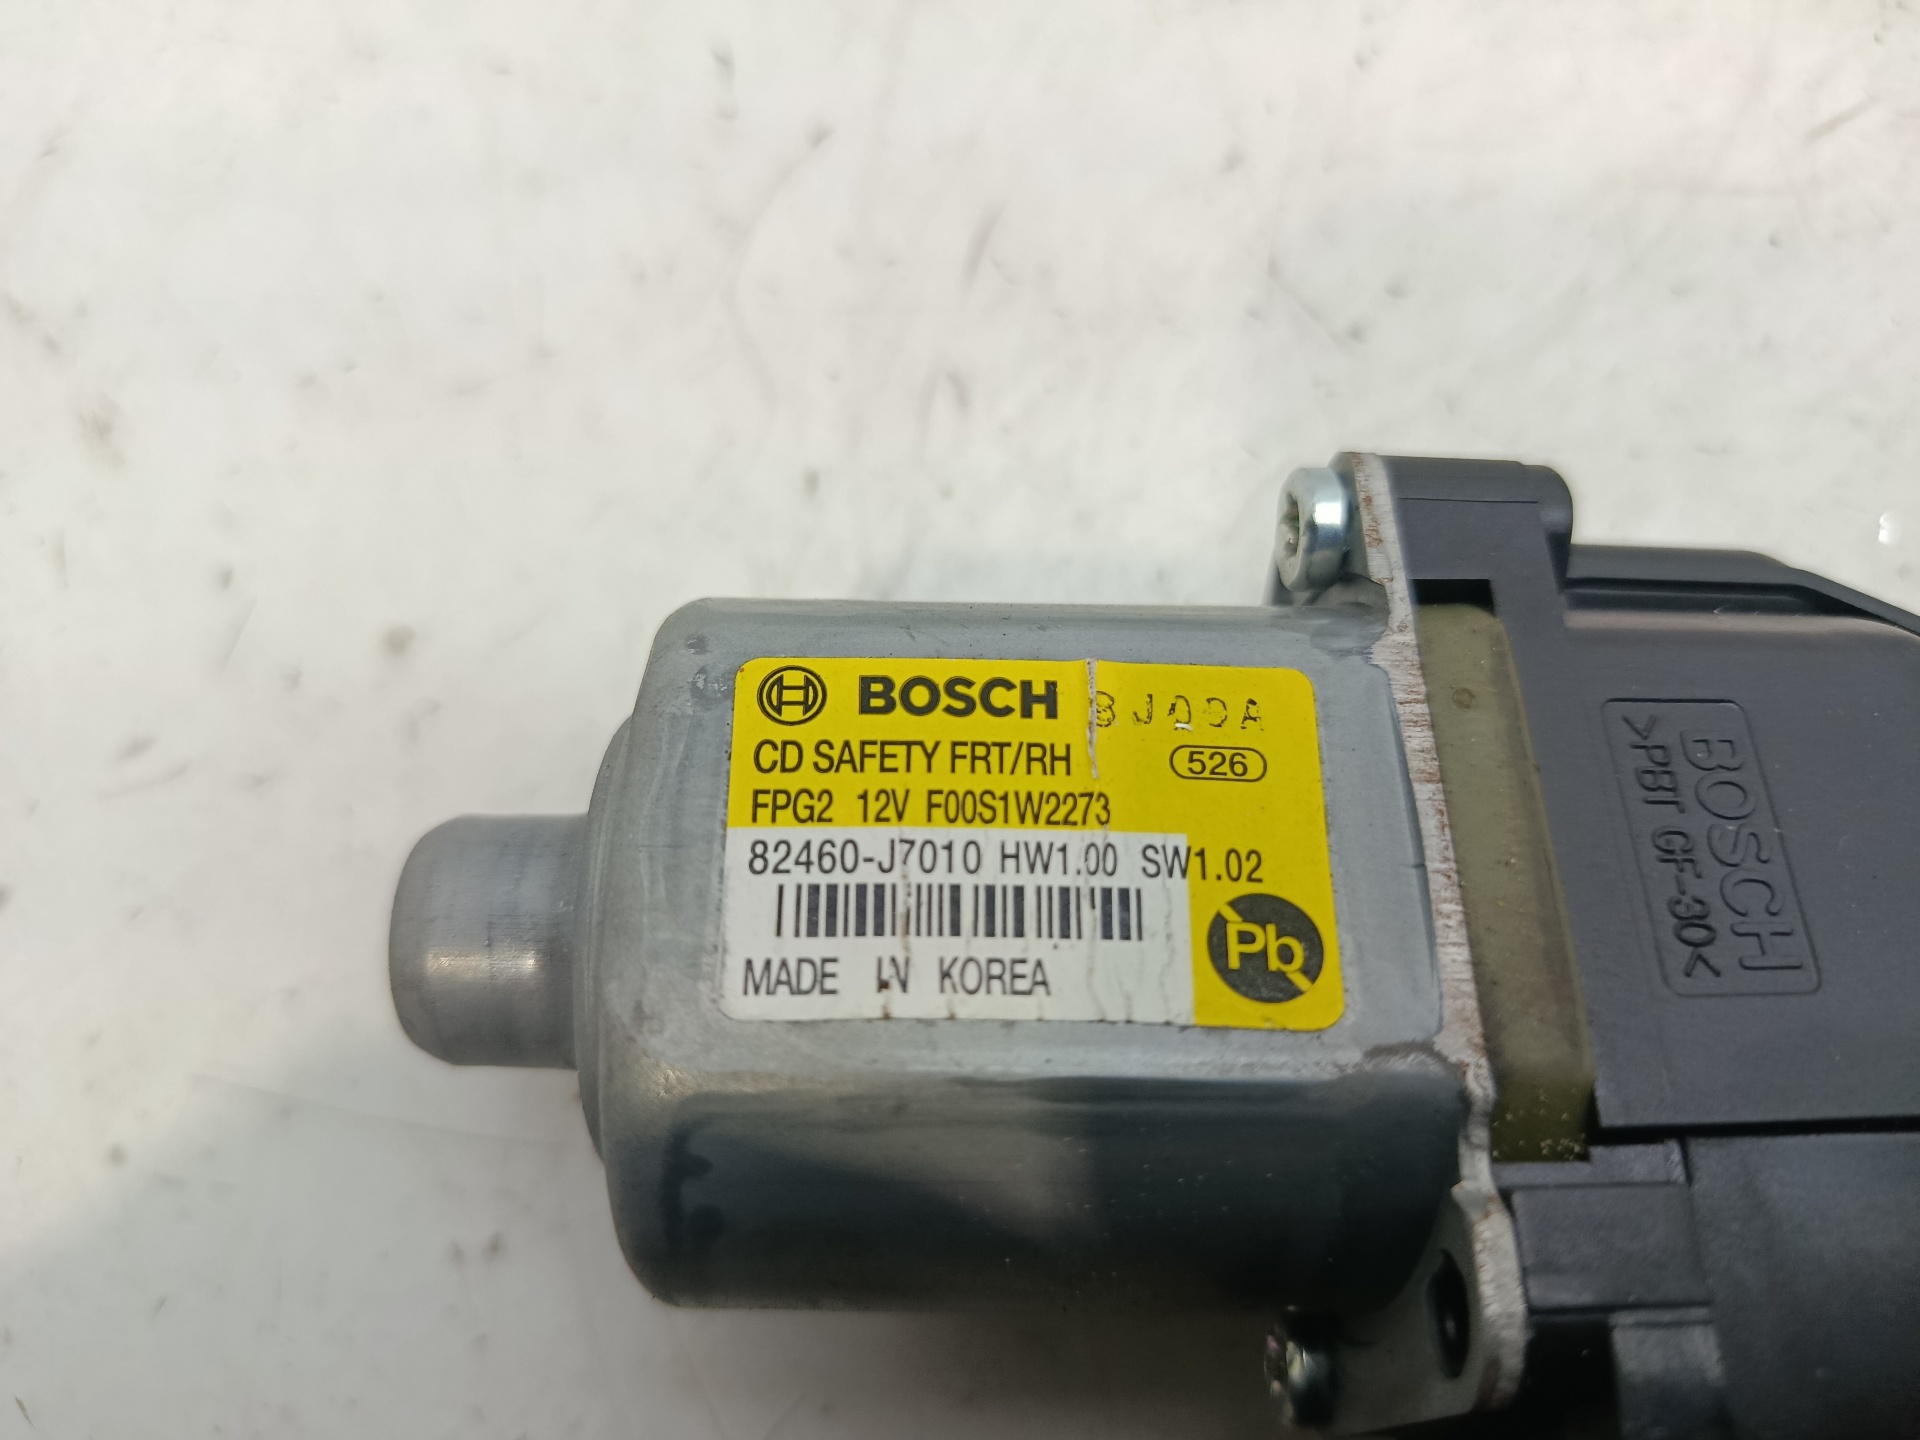 BOSCH 8J00A
CD SAFETY FRT/RH 526
FPG2 12V F00S1W2273
82460-J7010 HW1.00 SW1.02
MADE IN KOREA
Pb
BOSCH
>PBT GF-30<